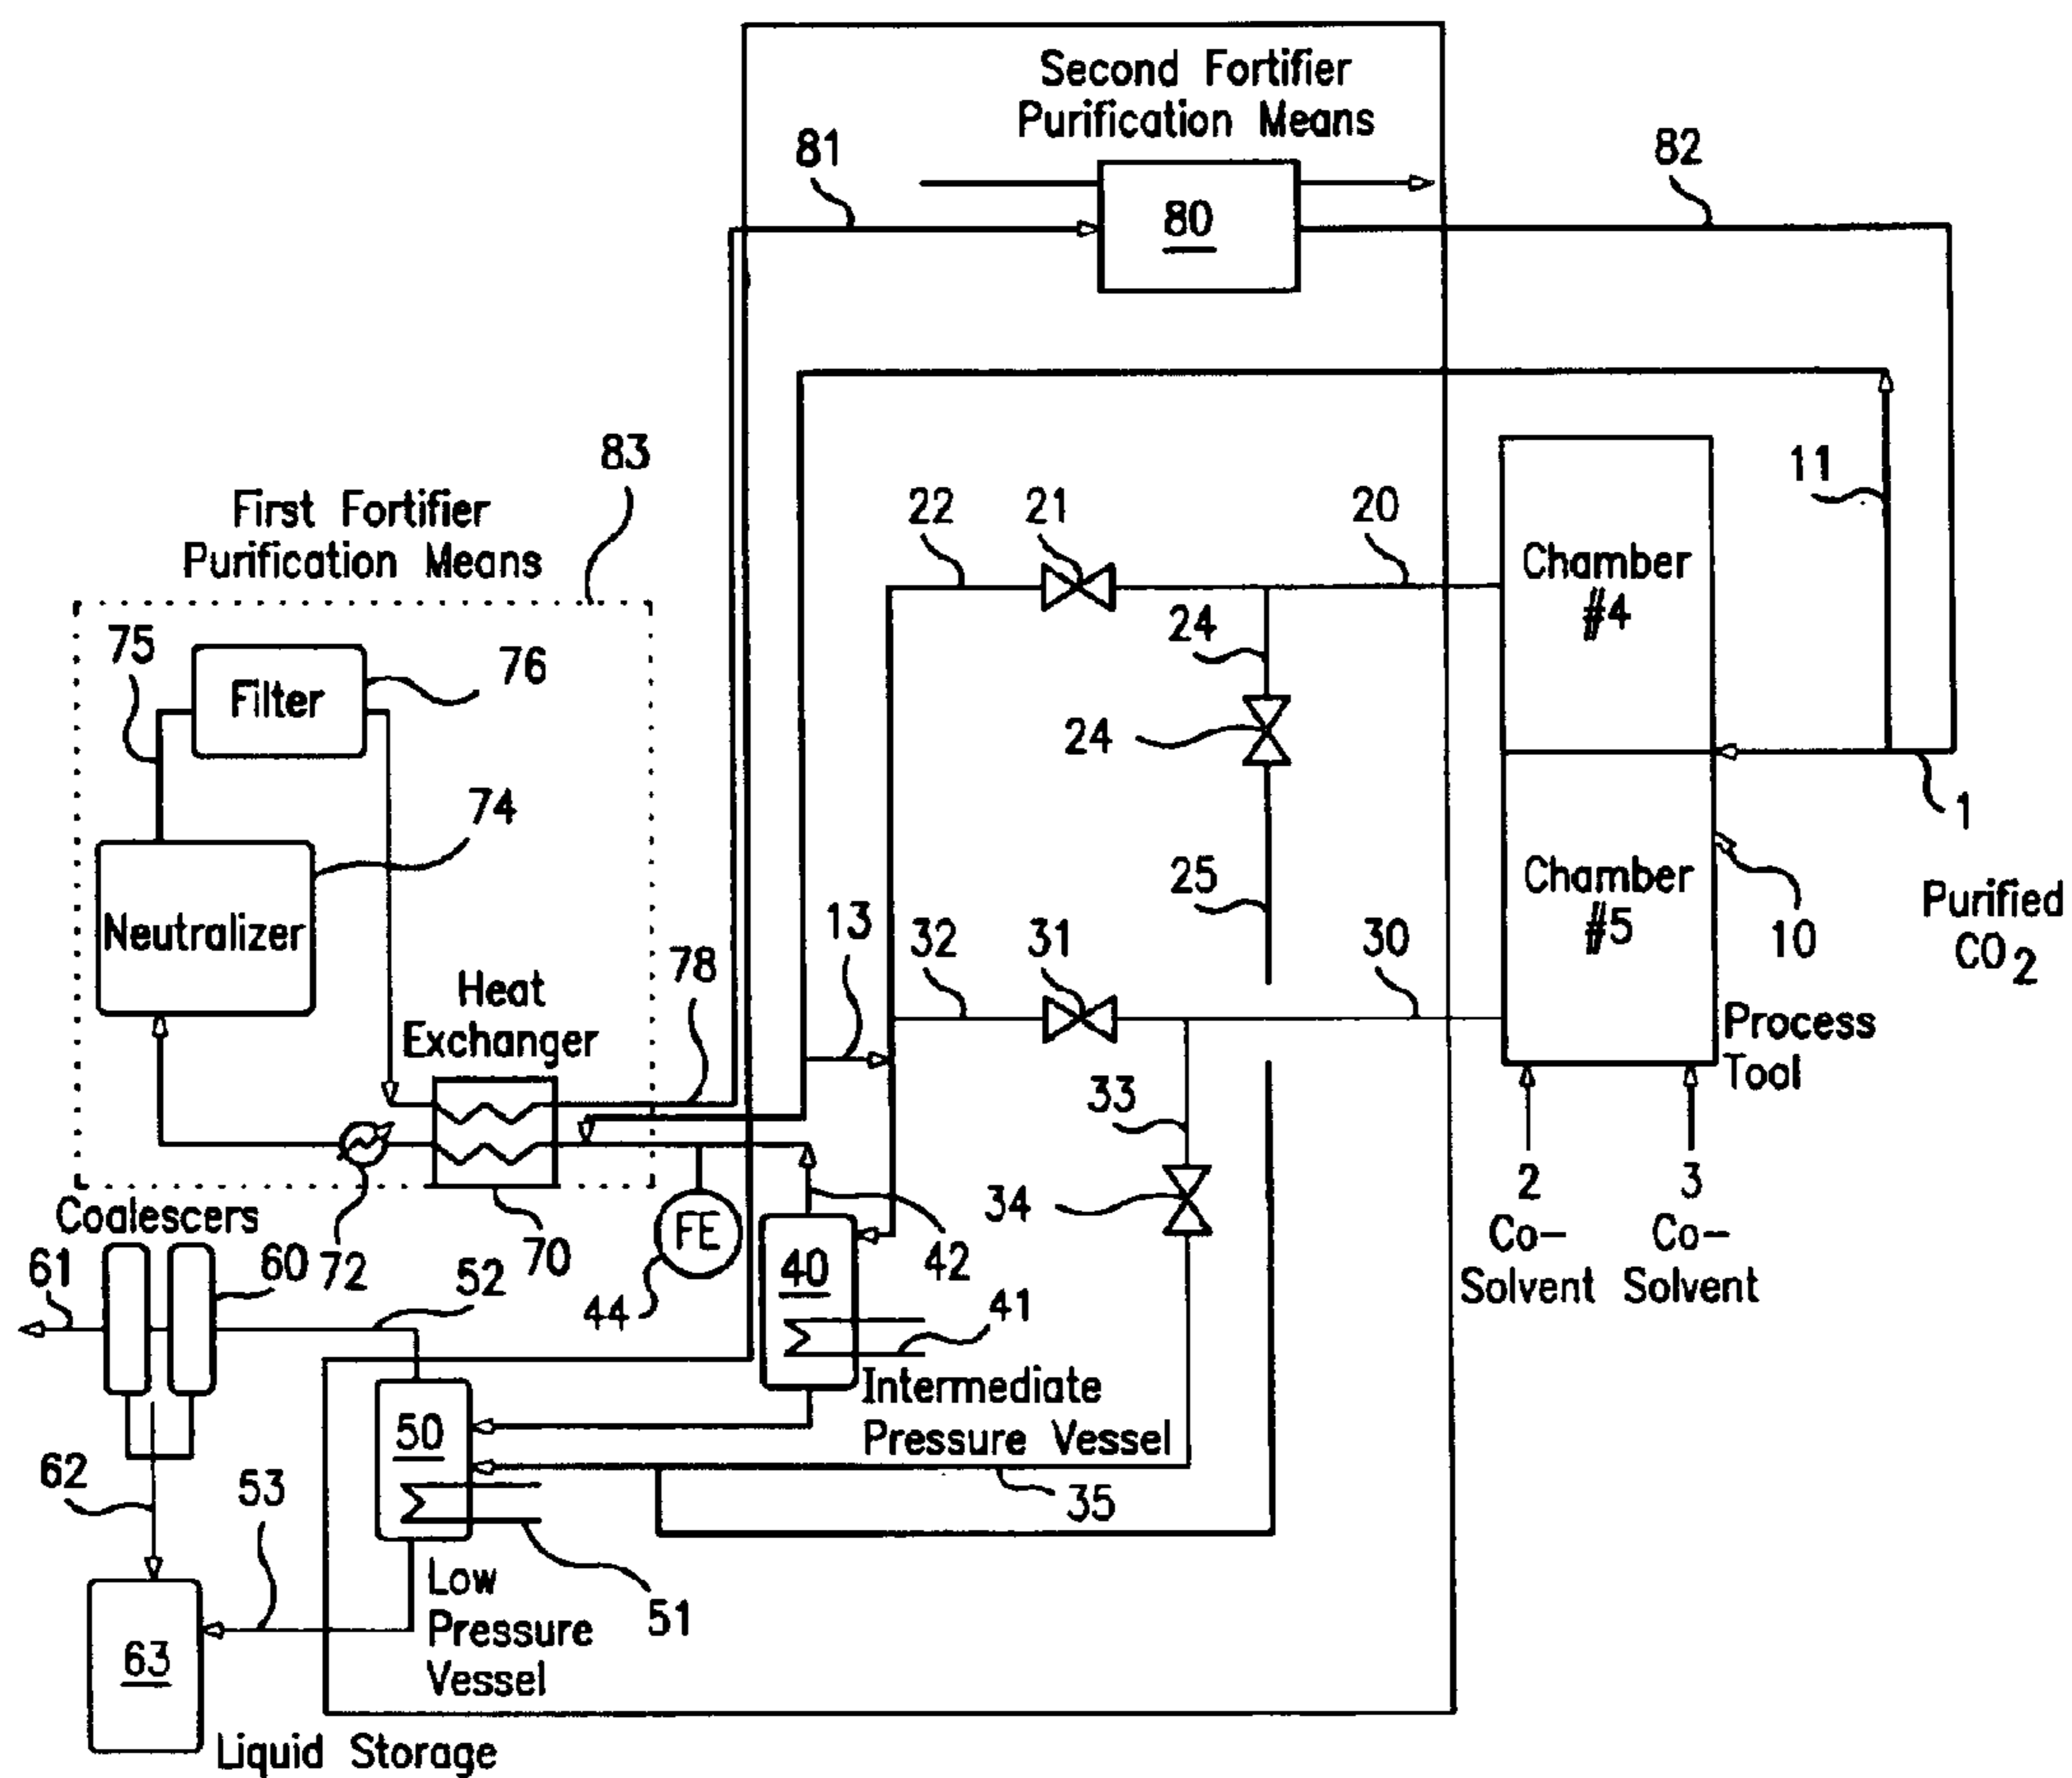 Second Fortifier
Purification Means
81
82
80
83
First Fortifier
Purification Means
11
22
21
20
Chamber
#4
24
75
76
Filter
24
74
1
25
Chamber
#5
Purified
CO2
Neutralizer
13
10
78
32
31
30
Heat
Exchanger
Process
Tool
33
2
3
34
Coalescers
FE
Co-
Solvent
Co-
Solvent
61
60
72
70
52
42
40
44
41
Intermediate
Pressure Vessel
50
62
53
35
Low
Pressure
Vessel
51
63
Liquid Storage